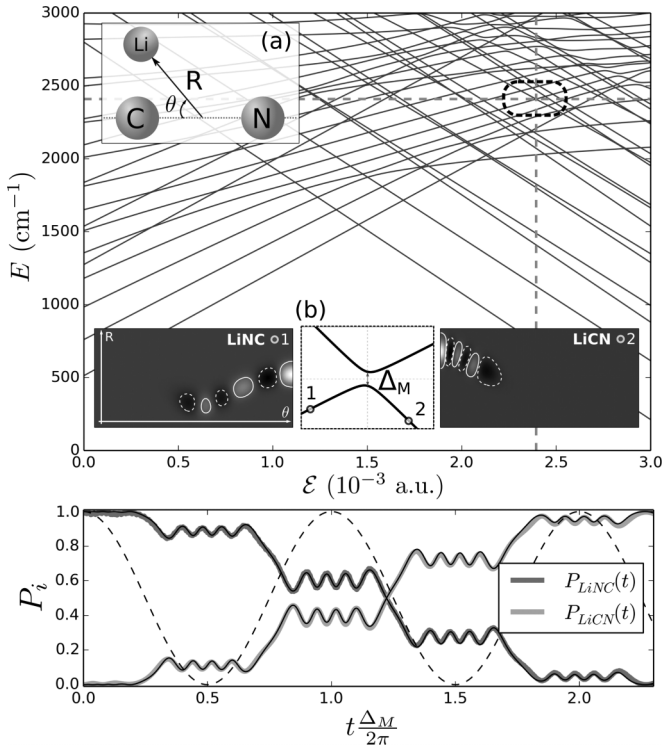 3000
2500
2000
1500
1000
500
0
E (cm⁻¹)
(a)
Li
R
θ
C
N
(b)
R
LiNC 1
θ
Δ_M
1
2
LiCN 2
0.0
0.5
1.0
1.5
2.0
2.5
3.0
ℰ (10⁻³ a.u.)
1.0
0.8
0.6
0.4
0.2
0.0
P_i
P_LiNC(t)
P_LiCN(t)
0.0
0.5
1.0
1.5
2.0
t Δ_M/2π